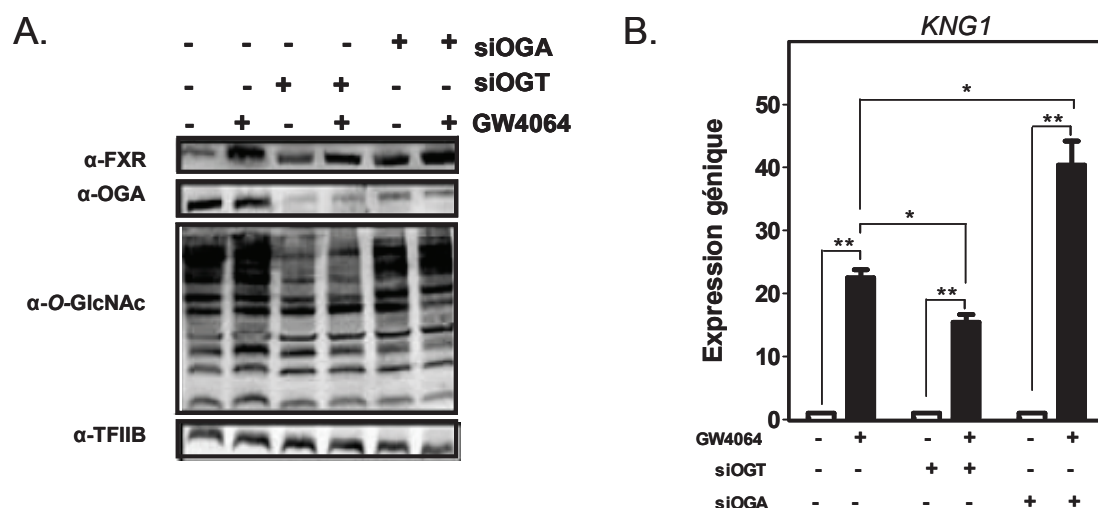 A.
- - - - + + siOGA
- - + + - - siOGT
- + - + - + GW4064
α-FXR
α-OGA
α-O-GlcNAc
α-TFIIB
B.
KNG1
Expression génique
50
40
30
20
10
0
*
**
*
**
**
GW4064 - + - + - +
siOGT - - + + - -
siOGA - - - - + +